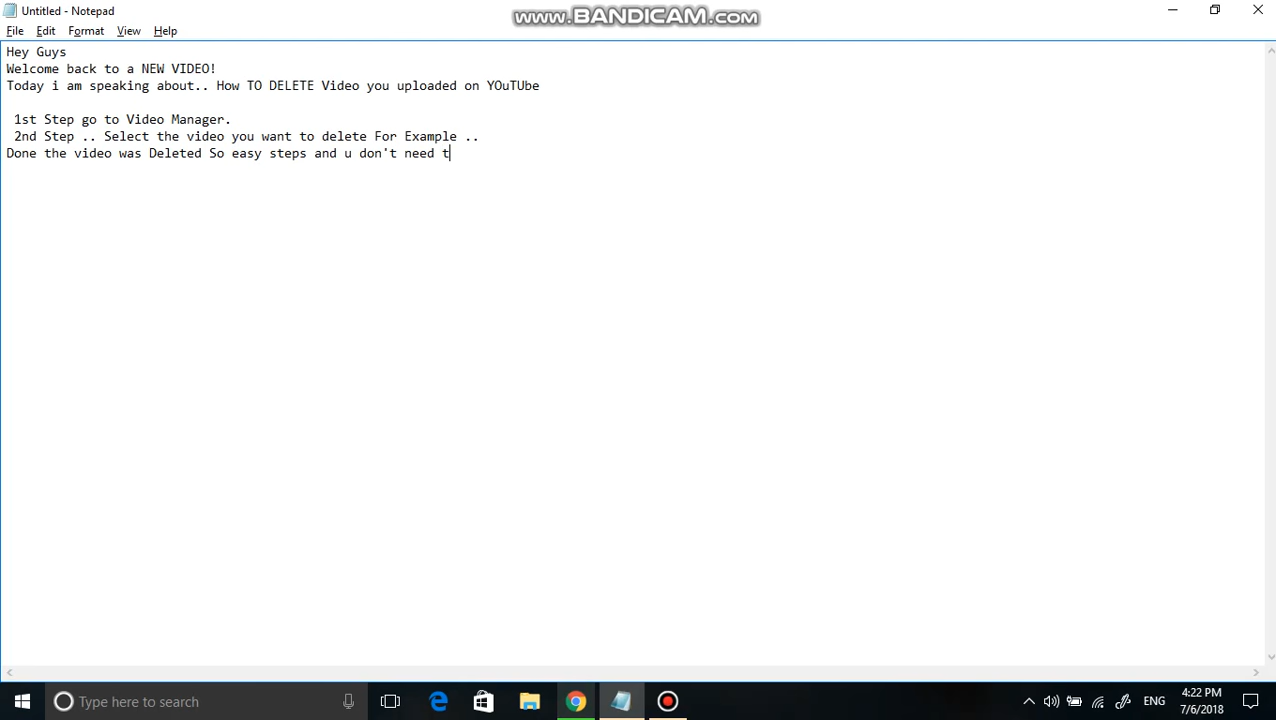 Untitled - Notepad
www.BANDICAM.com
File Edit Format View Help
Hey Guys
Welcome back to a NEW VIDEO!
Today i am speaking about.. How TO DELETE Video you uploaded on YOuTUbe
1st Step go to Video Manager.
2nd Step .. Select the video you want to delete For Example ..
Done the video was Deleted So easy steps and u don't need t
Type here to search
ENG
4:22 PM
7/6/2018